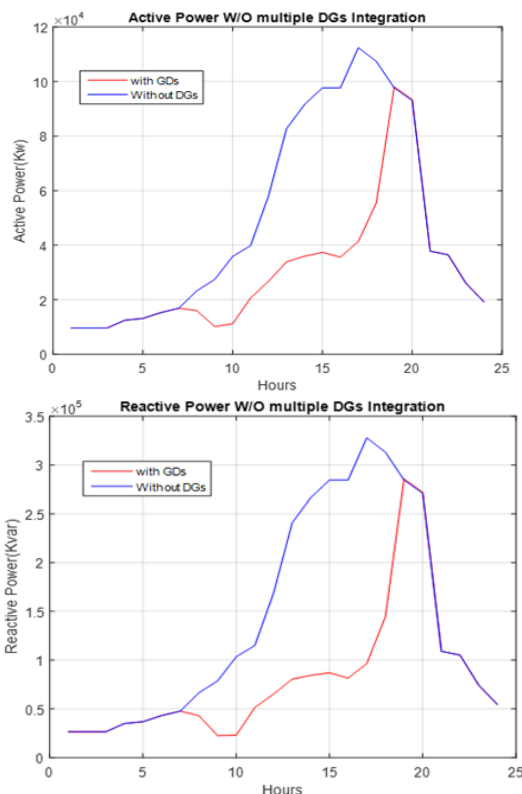 Active Power W/O multiple DGs Integration
×10⁴
12
10
8
6
4
2
0
Active Power(Kw)
with GDs
Without DGs
0 5 10 15 20 25
Hours
Reactive Power W/O multiple DGs Integration
×10⁵
3.5
3
2.5
2
1.5
1
0.5
0
Reactive Power(Kvar)
with GDs
Without DGs
0 5 10 15 20 25
Hours